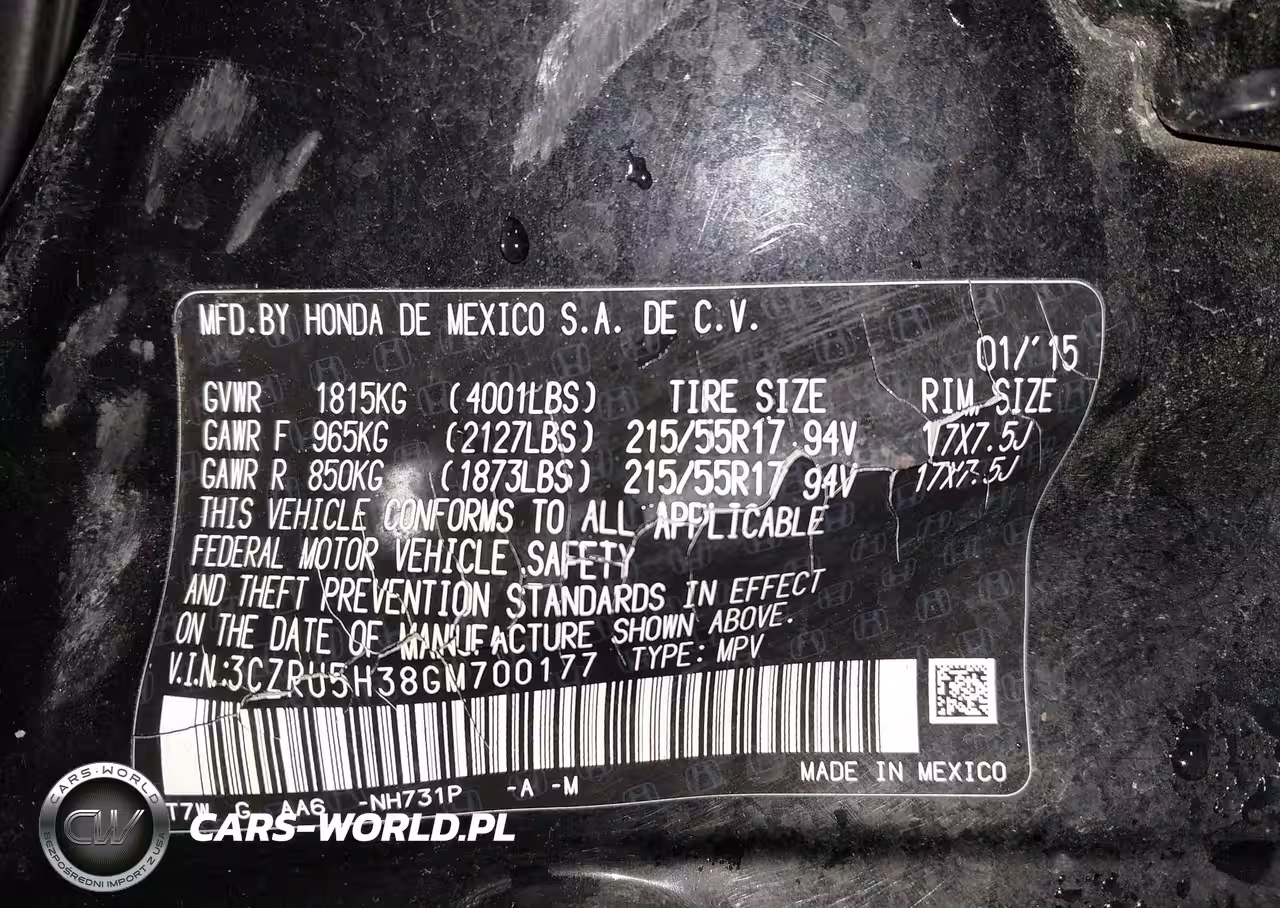 MFD.BY HONDA DE MEXICO S.A. DE C.V.
01/'15
GVWR 1815KG (4001LBS) TIRE SIZE RIM SIZE
GAWR F 965KG (2127LBS) 215/55R17 94V 17X7.5J
GAWR R 850KG (1873LBS) 215/55R17 94V 17X7.5J
THIS VEHICLE CONFORMS TO ALL APPLICABLE
FEDERAL MOTOR VEHICLE SAFETY
AND THEFT PREVENTION STANDARDS IN EFFECT
ON THE DATE OF MANUFACTURE SHOWN ABOVE.
V.I.N.:3CZRU5H38GM700177 TYPE: MPV
MADE IN MEXICO
T7W G AA6 -NH731P -A -M
CARS-WORLD
CW
BEZPOŚREDNI IMPORT Z USA
CARS-WORLD.PL